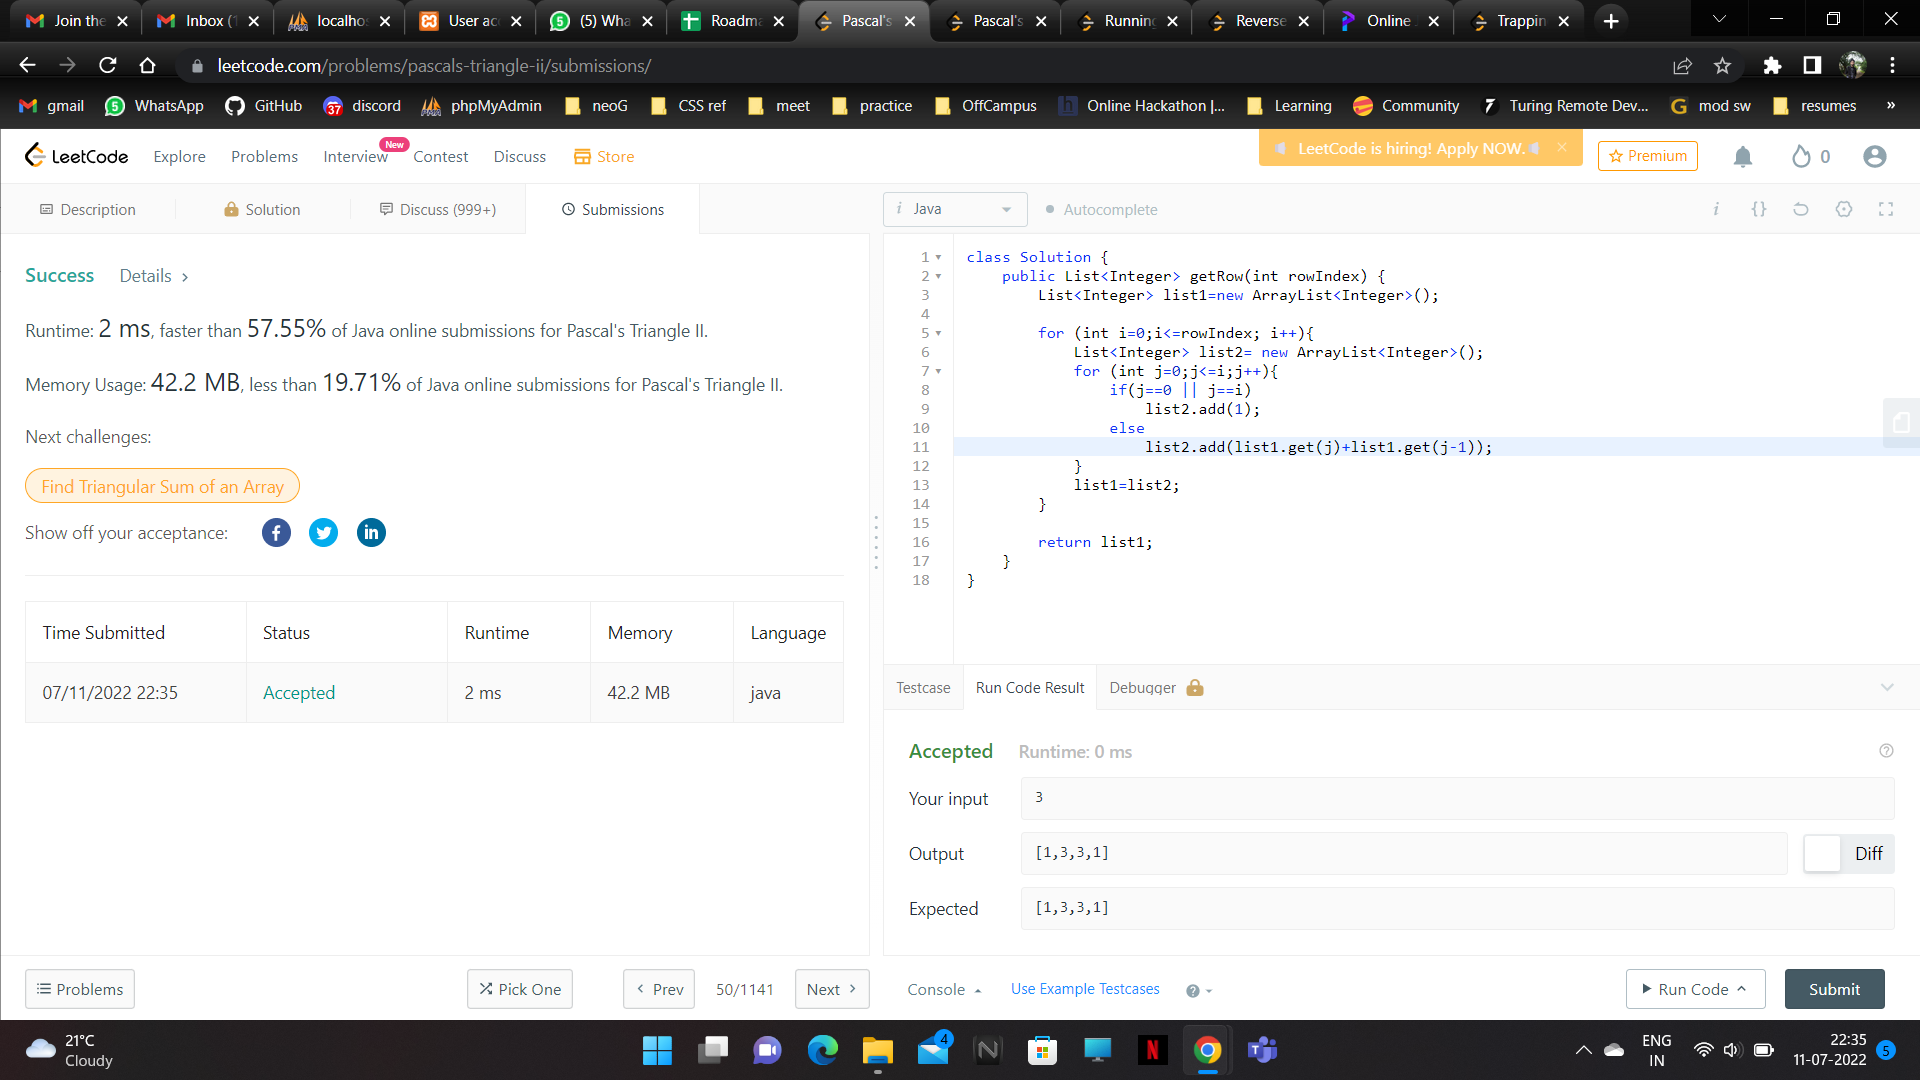 Join the
Inbox (1
localhos
User acc
(5) Wha
Roadma
Pascal's
Pascal's
Running
Reverse
Online
Trappin
leetcode.com/problems/pascals-triangle-ii/submissions/
gmail
WhatsApp
GitHub
discord
phpMyAdmin
neoG
CSS ref
meet
practice
OffCampus
Online Hackathon |...
Learning
Community
Turing Remote Dev...
mod sw
resumes
»
LeetCode
Explore
Problems
Interview
New
Contest
Discuss
Store
LeetCode is hiring! Apply NOW.
Premium
0
Description
Solution
Discuss (999+)
Submissions
i Java
Autocomplete
Success
Details >
Runtime: 2 ms, faster than 57.55% of Java online submissions for Pascal's Triangle II.
Memory Usage: 42.2 MB, less than 19.71% of Java online submissions for Pascal's Triangle II.
Next challenges:
Find Triangular Sum of an Array
Show off your acceptance:
Time Submitted Status Runtime Memory Language
07/11/2022 22:35 Accepted 2 ms 42.2 MB java
1 class Solution {
2 public List<Integer> getRow(int rowIndex) {
3 List<Integer> list1=new ArrayList<Integer>();
4
5 for (int i=0;i<=rowIndex; i++){
6 List<Integer> list2= new ArrayList<Integer>();
7 for (int j=0;j<=i;j++){
8 if(j==0 || j==i)
9 list2.add(1);
10 else
11 list2.add(list1.get(j)+list1.get(j-1));
12 }
13 list1=list2;
14 }
15
16 return list1;
17 }
18 }
Testcase
Run Code Result
Debugger
Accepted
Runtime: 0 ms
Your input
3
Output
[1,3,3,1]
Diff
Expected
[1,3,3,1]
Problems
Pick One
Prev
50/1141
Next
Console
Use Example Testcases
Run Code
Submit
21°C
Cloudy
4
ENG
IN
22:35
11-07-2022
5